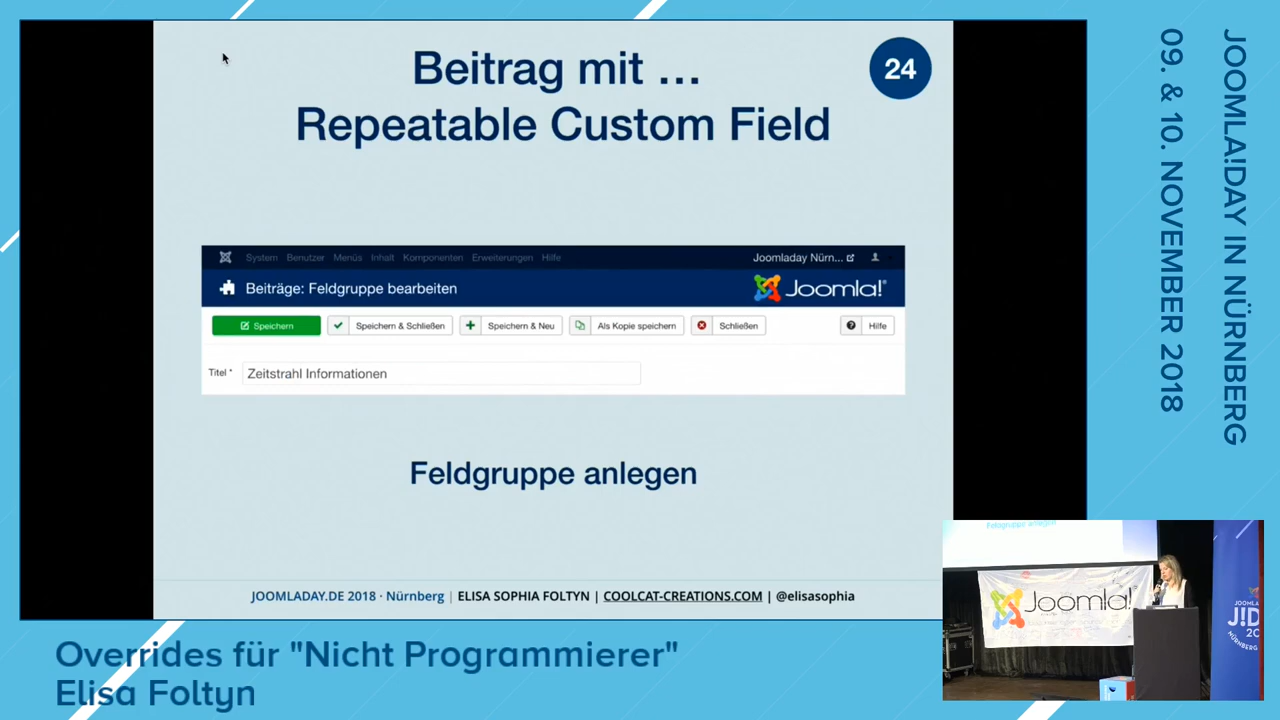 Beitrag mit ...
Repeatable Custom Field
24
System Benutzer Menüs Inhalt Komponenten Erweiterungen Hilfe
Joomladay Nürn...
Beiträge: Feldgruppe bearbeiten
Joomla!®
Speichern
Speichern & Schließen
Speichern & Neu
Als Kopie speichern
Schließen
Hilfe
Titel *
Zeitstrahl Informationen
Feldgruppe anlegen
JOOMLADAY.DE 2018 · Nürnberg | ELISA SOPHIA FOLTYN | COOLCAT-CREATIONS.COM | @elisasophia
JOOMLA!DAY IN NÜRNBERG
09. & 10. NOVEMBER 2018
Feldgruppe anlegen
Joomla!
Overrides für "Nicht Programmierer"
Elisa Foltyn